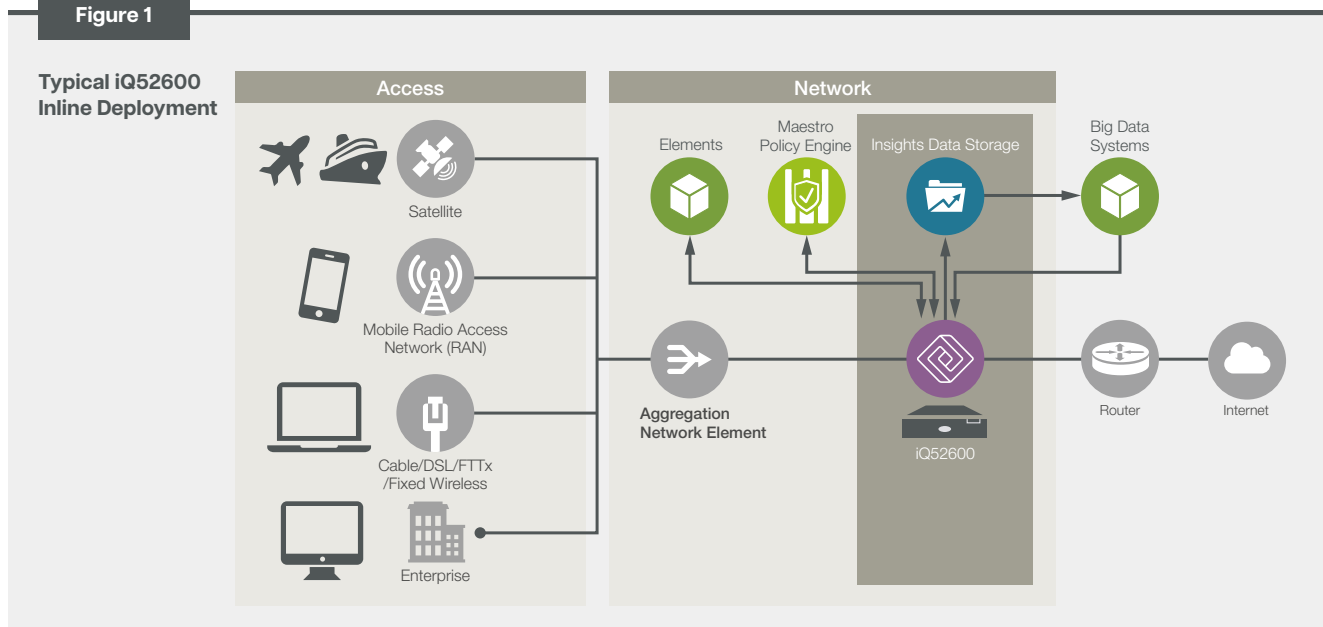 Figure 1
Typical iQ52600
Inline Deployment
Access
Satellite
Mobile Radio Access
Network (RAN)
Cable/DSL/FTTx
/Fixed Wireless
Enterprise
Network
Elements
Maestro
Policy Engine
Insights Data Storage
Big Data
Systems
Aggregation
Network Element
iQ52600
Router
Internet